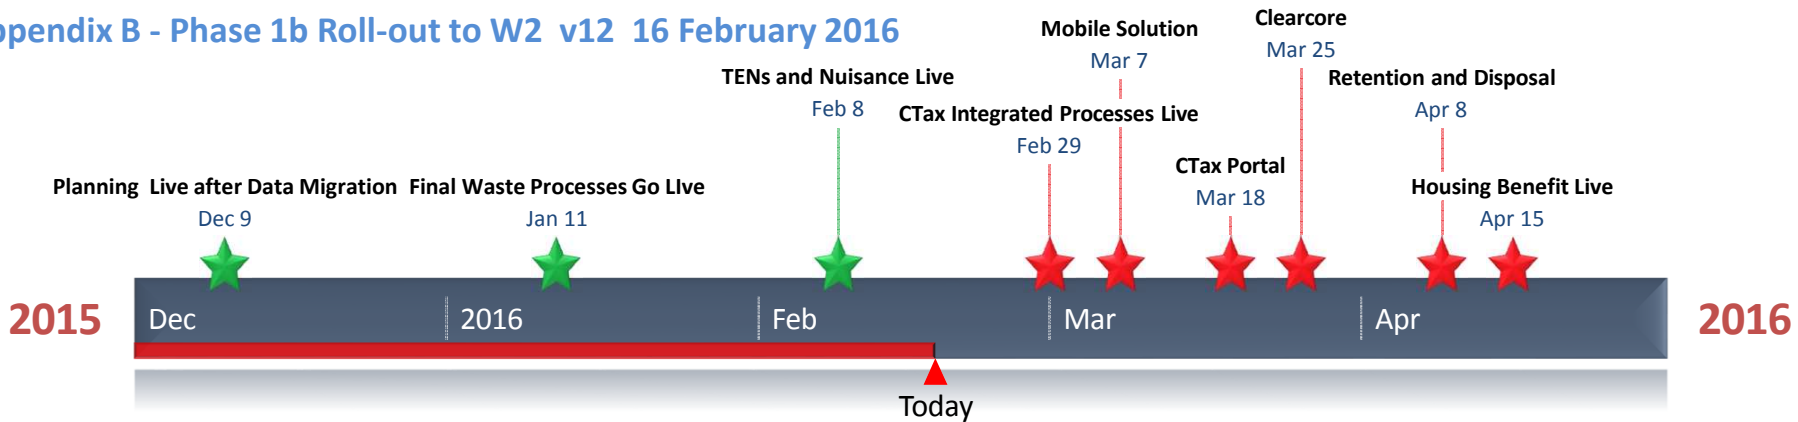 ppendix B - Phase 1b Roll-out to W2 v12 16 February 2016
Planning Live after Data Migration
Dec 9
Final Waste Processes Go LIve
Jan 11
TENs and Nuisance Live
Feb 8
CTax Integrated Processes Live
Feb 29
Mobile Solution
Mar 7
CTax Portal
Mar 18
Clearcore
Mar 25
Retention and Disposal
Apr 8
Housing Benefit Live
Apr 15
2015
Dec
2016
Feb
Mar
Apr
2016
Today